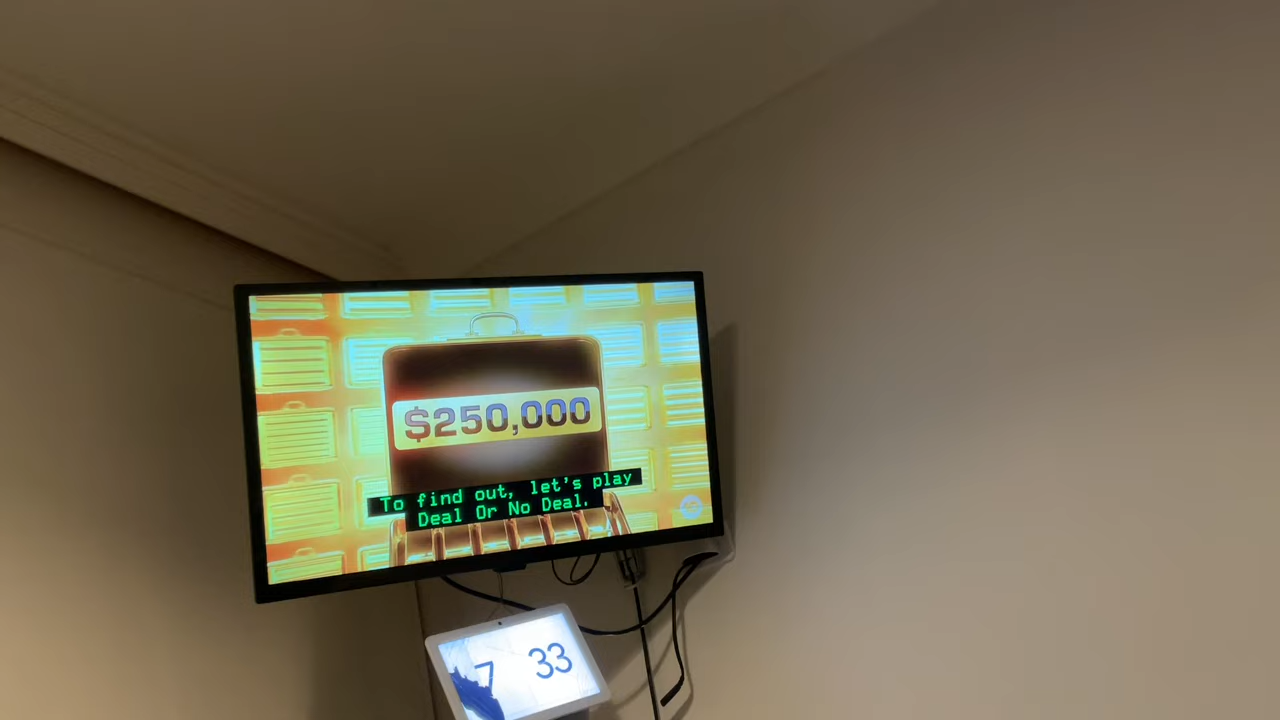 $250,000
To find out, let's play
Deal Or No Deal.
7 33